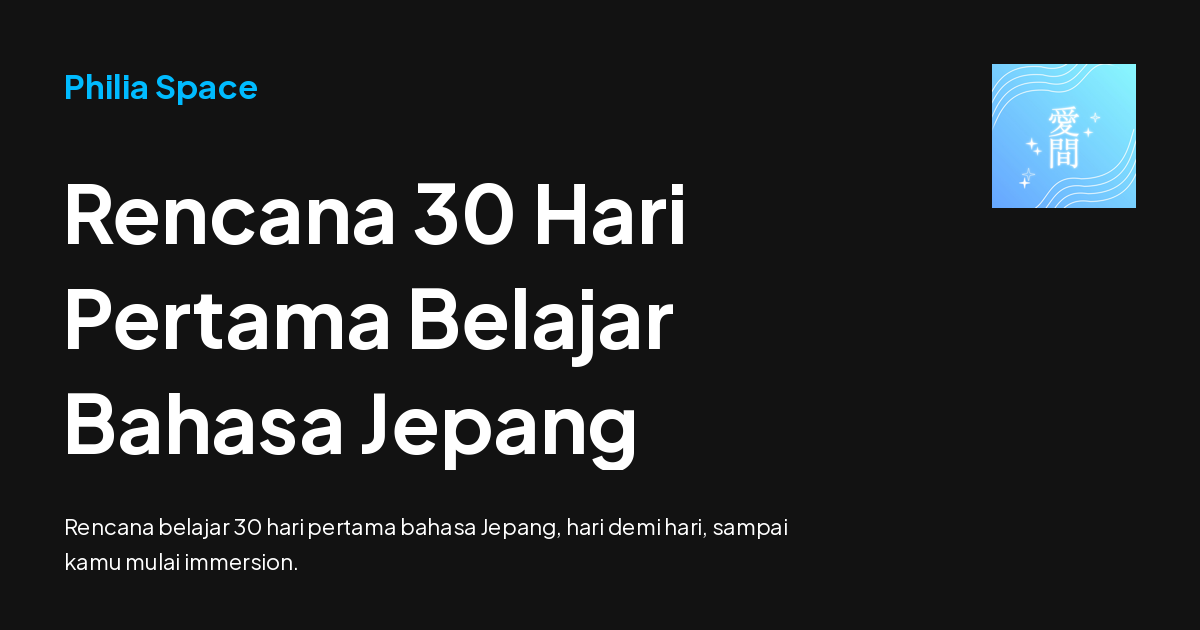 Philia Space
愛
間
Rencana 30 Hari
Pertama Belajar
Bahasa Jepang
Rencana belajar 30 hari pertama bahasa Jepang, hari demi hari, sampai
kamu mulai immersion.